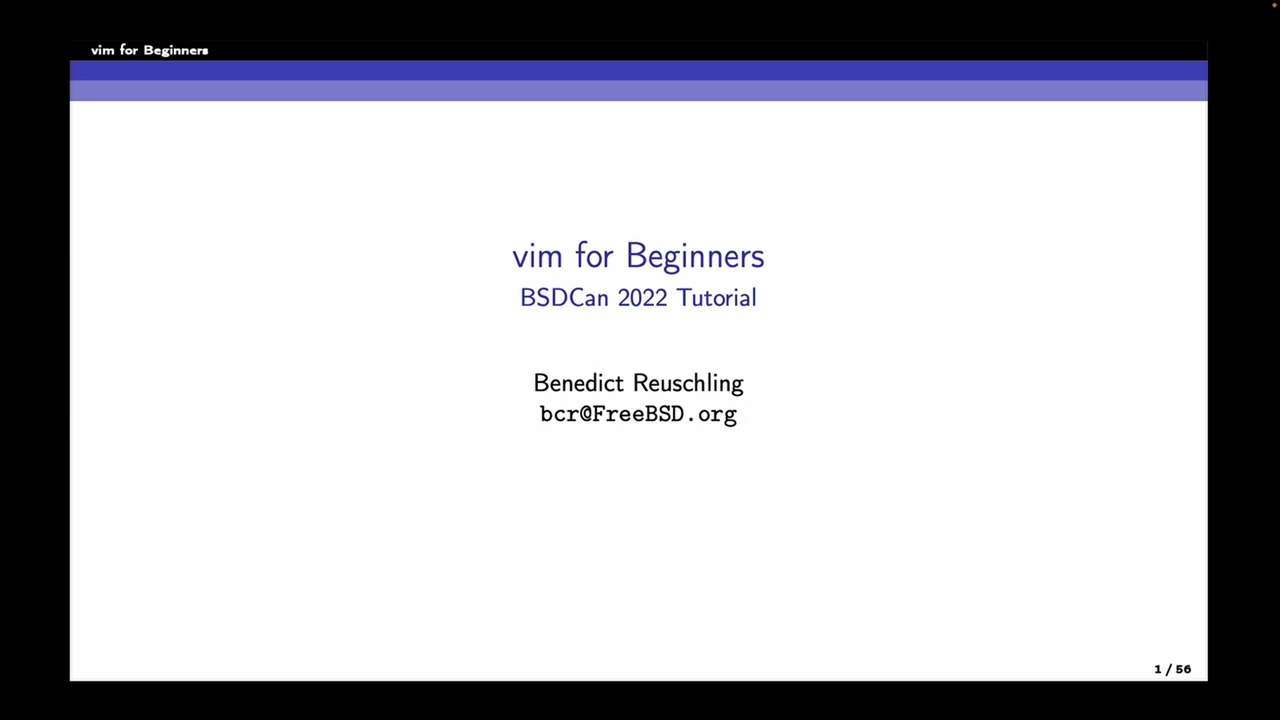 vim for Beginners
vim for Beginners
BSDCan 2022 Tutorial
Benedict Reuschling
bcr@FreeBSD.org
1 / 56